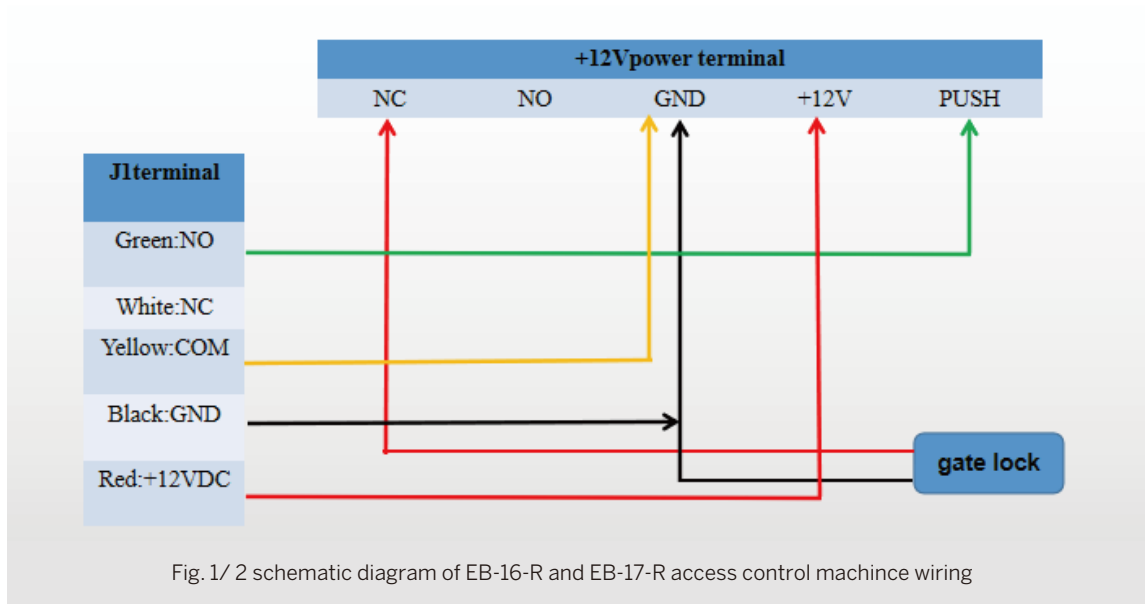 +12Vpower terminal
NC NO GND +12V PUSH
J1terminal
Green:NO
White:NC
Yellow:COM
Black:GND
Red:+12VDC
gate lock
Fig. 1/ 2 schematic diagram of EB-16-R and EB-17-R access control machince wiring